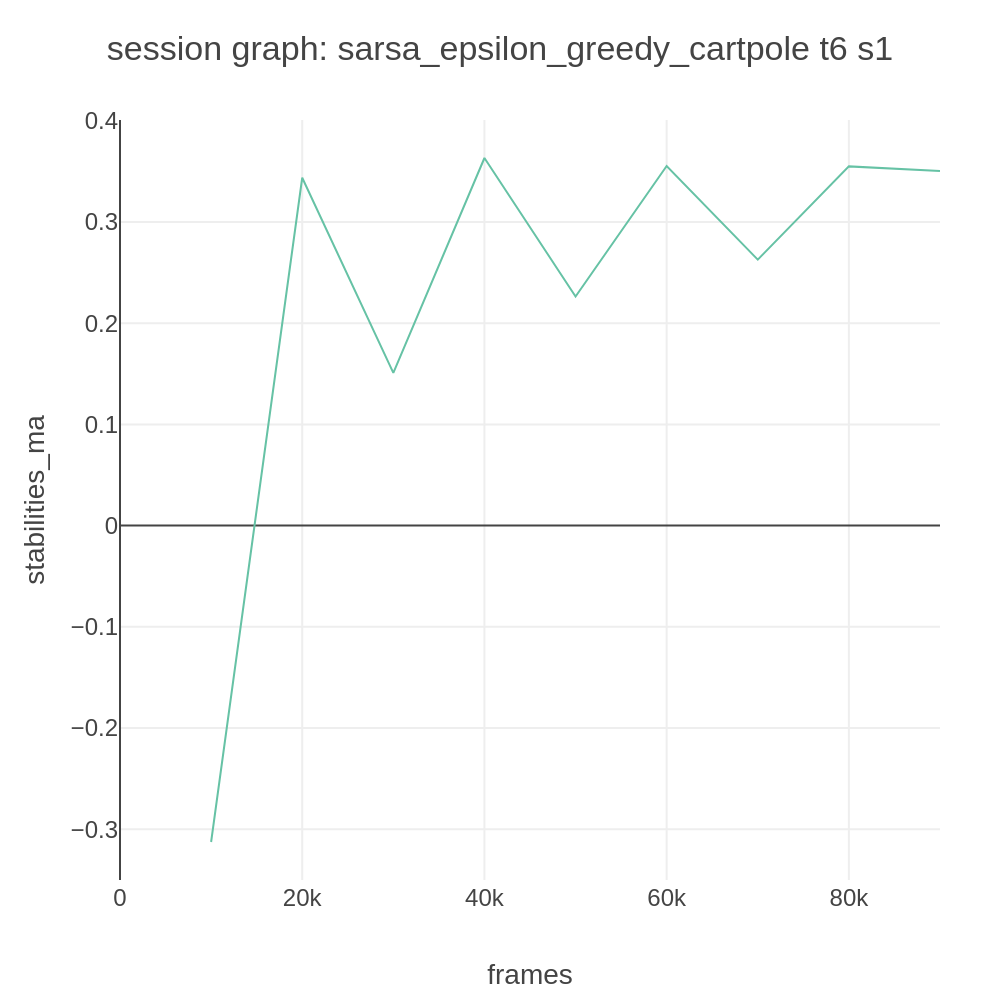 session graph: sarsa_epsilon_greedy_cartpole t6 s1
0.4
0.3
0.2
0.1
0
−0.1
−0.2
−0.3
stabilities_ma
0 20k 40k 60k 80k
frames